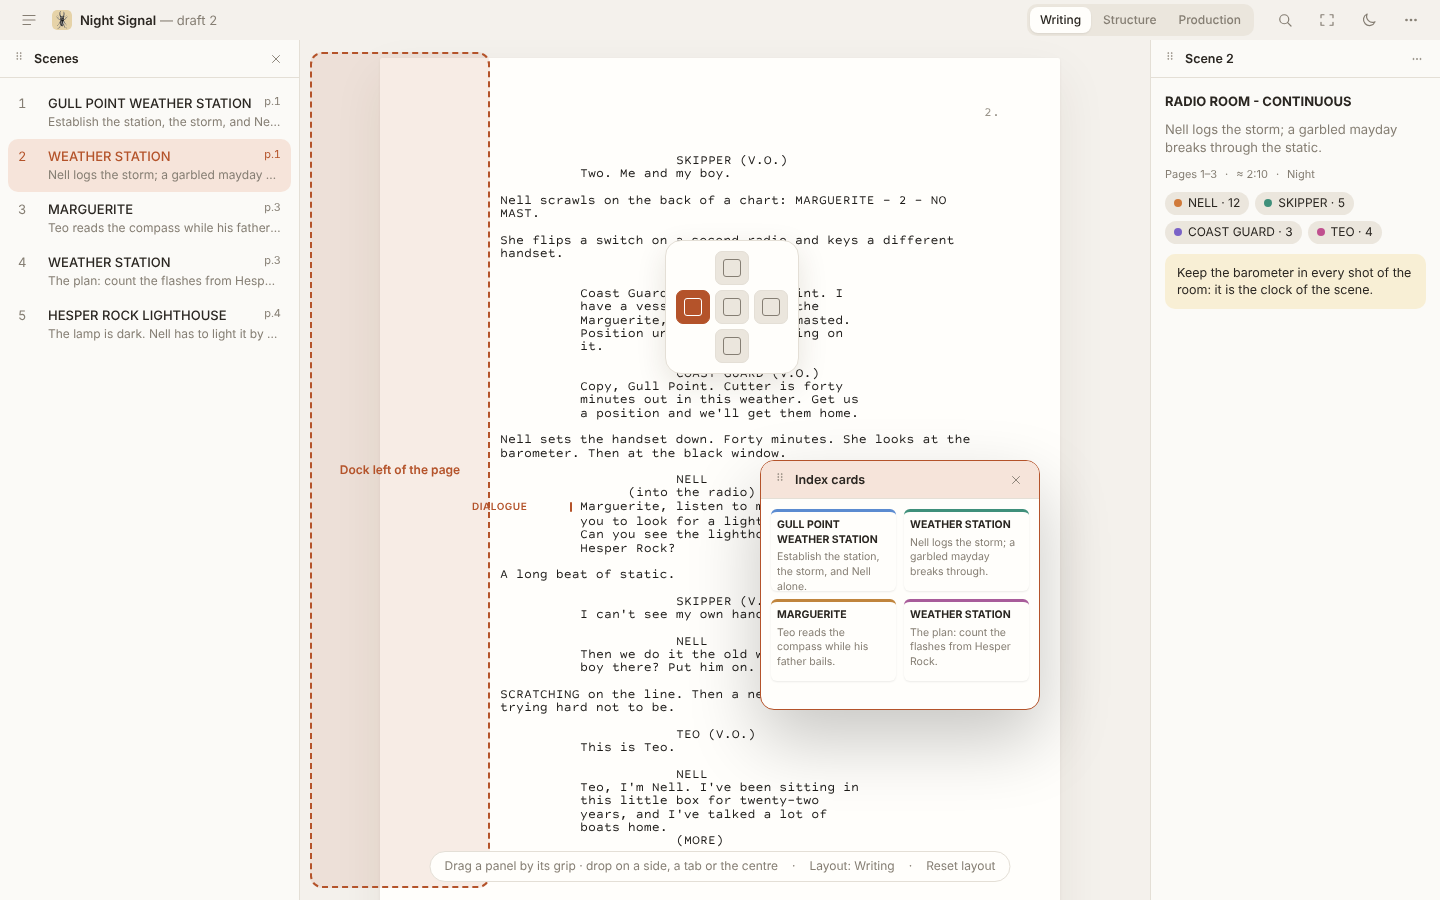 Night Signal — draft 2
Writing
Structure
Production
Scenes
1 GULL POINT WEATHER STATION p.1
Establish the station, the storm, and Ne...
2 WEATHER STATION p.1
Nell logs the storm; a garbled mayday ...
3 MARGUERITE p.3
Teo reads the compass while his father...
4 WEATHER STATION p.3
The plan: count the flashes from Hesp...
5 HESPER ROCK LIGHTHOUSE p.4
The lamp is dark. Nell has to light it by ...
Dock left of the page
2.
SKIPPER (V.O.)
Two. Me and my boy.
Nell scrawls on the back of a chart: MARGUERITE – 2 – NO
MAST.
She flips a switch on a second radio and keys a different
handset.
Coast Guard int. I
have a vess the
Marguerite, masted.
Position ing on
it.
COAST GUARD (V.O.)
Copy, Gull Point. Cutter is forty
minutes out in this weather. Get us
a position and we'll get them home.
Nell sets the handset down. Forty minutes. She looks at the
barometer. Then at the black window.
NELL
(into the radio)
DIALOGUE
Marguerite, listen to
you to look for a light
Can you see the lightho
Hesper Rock?
A long beat of static.
SKIPPER (V.
I can't see my own hand
NELL
Then we do it the old
boy there? Put him on.
SCRATCHING on the line. Then a ne
trying hard not to be.
TEO (V.O.)
This is Teo.
NELL
Teo, I'm Nell. I've been sitting in
this little box for twenty-two
years, and I've talked a lot of
boats home.
(MORE)
Index cards
GULL POINT
WEATHER STATION
Establish the station,
the storm, and Nell
alone.
WEATHER STATION
Nell logs the storm; a
garbled mayday
breaks through.
MARGUERITE
Teo reads the
compass while his
father bails.
WEATHER STATION
The plan: count the
flashes from Hesper
Rock.
Drag a panel by its grip · drop on a side, a tab or the centre · Layout: Writing · Reset layout
Scene 2
RADIO ROOM - CONTINUOUS
Nell logs the storm; a garbled mayday
breaks through the static.
Pages 1–3 · ≈ 2:10 · Night
NELL · 12
SKIPPER · 5
COAST GUARD · 3
TEO · 4
Keep the barometer in every shot of the
room: it is the clock of the scene.